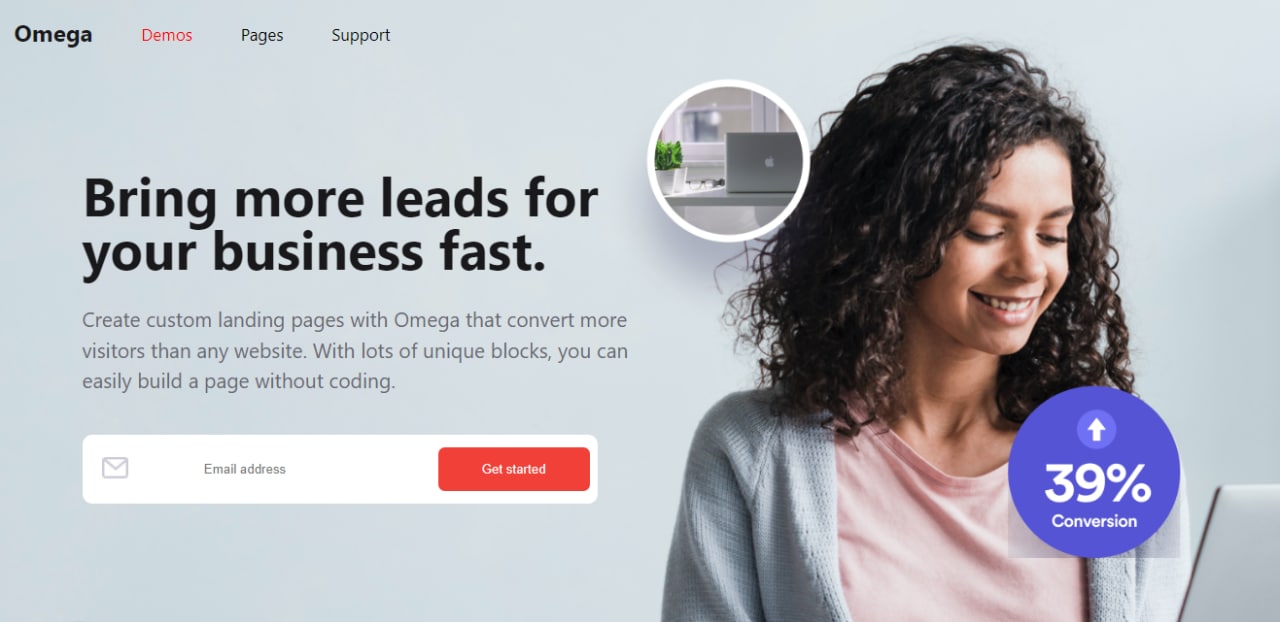 Omega
Demos
Pages
Support
Bring more leads for
your business fast.
Create custom landing pages with Omega that convert more
visitors than any website. With lots of unique blocks, you can
easily build a page without coding.
Email address
Get started
39%
Conversion